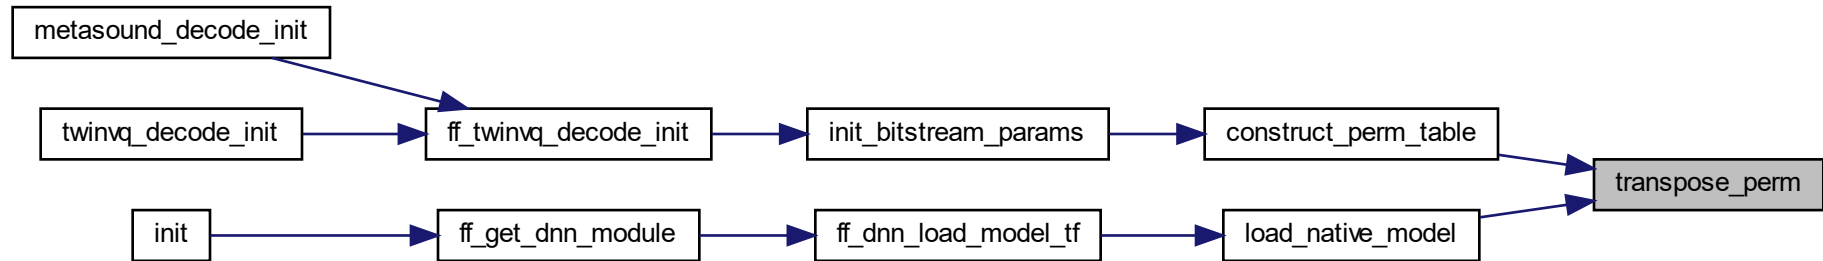 metasound_decode_init
twinvq_decode_init
ff_twinvq_decode_init
init_bitstream_params
construct_perm_table
transpose_perm
init
ff_get_dnn_module
ff_dnn_load_model_tf
load_native_model